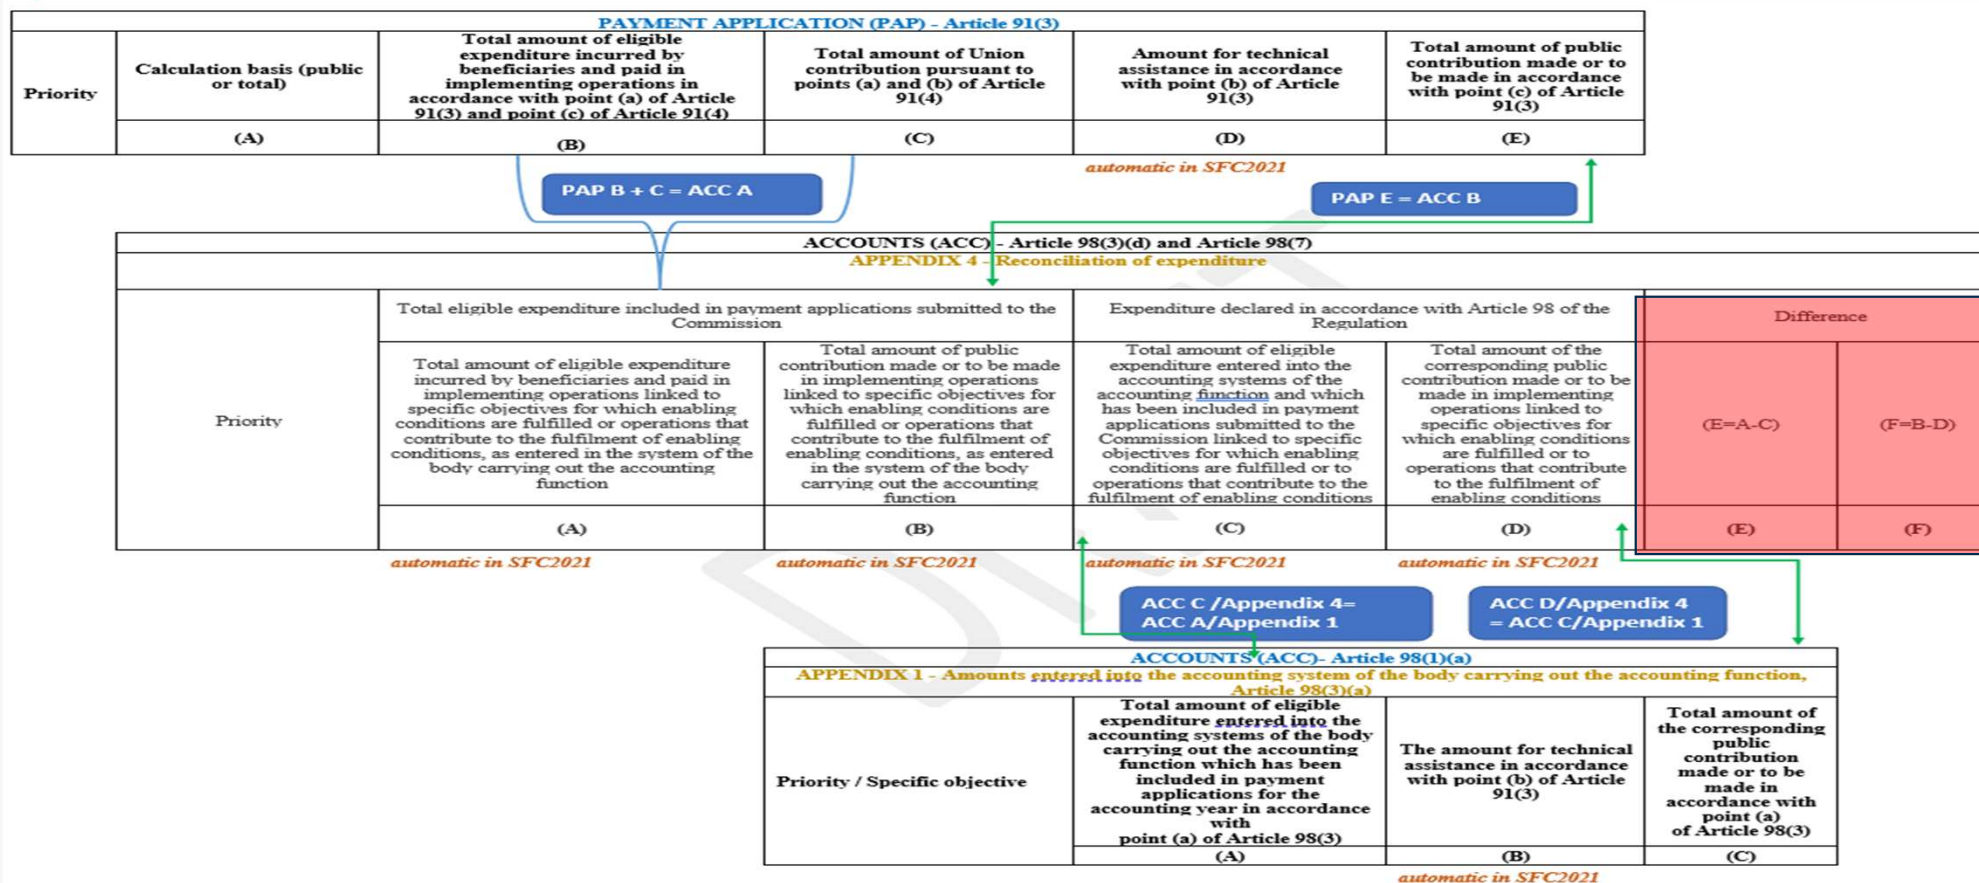 PAYMENT APPLICATION (PAP) - Article 91(3)
Priority
Calculation basis (public
or total)
Total amount of eligible
expenditure incurred by
beneficiaries and paid in
implementing operations in
accordance with point (a) of Article
91(3) and point (c) of Article 91(4)
Total amount of Union
contribution pursuant to
points (a) and (b) of Article
91(4)
Amount for technical
assistance in accordance
with point (b) of Article
91(3)
Total amount of public
contribution made or to
be made in accordance
with point (c) of Article
91(3)
(A)
(B)
(C)
(D)
(E)
automatic in SFC2021
PAP B + C = ACC A
PAP E = ACC B
ACCOUNTS (ACC) - Article 98(3)(d) and Article 98(7)
APPENDIX 4 - Reconciliation of expenditure
Priority
Total eligible expenditure included in payment applications submitted to the
Commission
Expenditure declared in accordance with Article 98 of the
Regulation
Difference
Total amount of eligible expenditure
incurred by beneficiaries and paid in
implementing operations linked to
specific objectives for which enabling
conditions are fulfilled or operations that
contribute to the fulfilment of enabling
conditions, as entered in the system of the
body carrying out the accounting
function
Total amount of public
contribution made or to be made
in implementing operations
linked to specific objectives for
which enabling conditions are
fulfilled or operations that
contribute to the fulfilment of
enabling conditions, as entered
in the system of the body
carrying out the accounting
function
Total amount of eligible
expenditure entered into the
accounting systems of the
accounting function and which
has been included in payment
applications submitted to the
Commission linked to specific
objectives for which enabling
conditions are fulfilled or to
operations that contribute to the
fulfilment of enabling conditions
Total amount of the
corresponding public
contribution made or to be
made in implementing
operations linked to
specific objectives for
which enabling conditions
are fulfilled or to
operations that contribute
to the fulfilment of
enabling conditions
(E=A-C)
(F=B-D)
(A)
(B)
(C)
(D)
(E)
(F)
automatic in SFC2021
automatic in SFC2021
automatic in SFC2021
automatic in SFC2021
ACC C /Appendix 4=
ACC A/Appendix 1
ACC D/Appendix 4
= ACC C/Appendix 1
ACCOUNTS (ACC)- Article 98(1)(a)
APPENDIX 1 - Amounts entered into the accounting system of the body carrying out the accounting function,
Article 98(3)(a)
Priority / Specific objective
Total amount of eligible
expenditure entered into the
accounting systems of the body
carrying out the accounting
function which has been
included in payment
applications for the
accounting year in accordance
with
point (a) of Article 98(3)
The amount for technical
assistance in accordance
with point (b) of Article
91(3)
Total amount of
the corresponding
public
contribution
made or to be
made in
accordance with
point (a)
of Article 98(3)
(A)
(B)
(C)
automatic in SFC2021